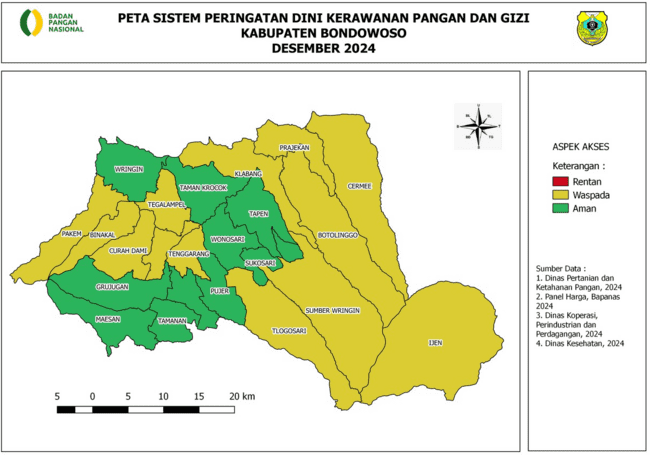 BADAN
PANGAN
NASIONAL
PETA SISTEM PERINGATAN DINI KERAWANAN PANGAN DAN GIZI
KABUPATEN BONDOWOSO
DESEMBER 2024
PRAJEKAN
WRINGIN
KLABANG
CERMEE
TAMAN KROCOK
TEGALAMPEL
TAPEN
PAKEM
BINAKAL
BOTOLINGGO
WONOSARI
CURAH DAMI
TENGGARANG
SUKOSARI
GRUJUGAN
PUJER
SUMBER WRINGIN
MAESAN
TAMANAN
TLOGOSARI
IJEN
5 0 5 10 15 20 km
ASPEK AKSES
Keterangan :
Rentan
Waspada
Aman
Sumber Data :
1. Dinas Pertanian dan
Ketahanan Pangan, 2024
2. Panel Harga, Bapanas
2024
3. Dinas Koperasi,
Perindustrian dan
Perdagangan, 2024
4. Dinas Kesehatan, 2024